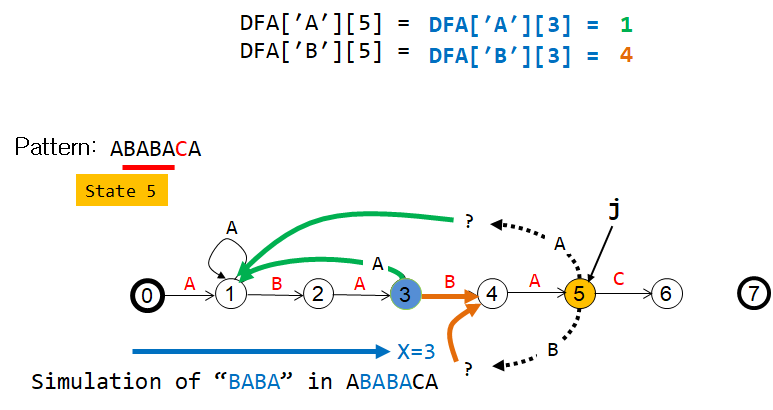 DFA['A'][5] = DFA['A'][3] = 1
DFA['B'][5] = DFA['B'][3] = 4
Pattern: ABABACA
State 5
j
A
?
A
A
0
A
1
B
2
A
3
B
4
A
5
C
6
7
X=3
?
B
Simulation of “BABA” in ABABACA